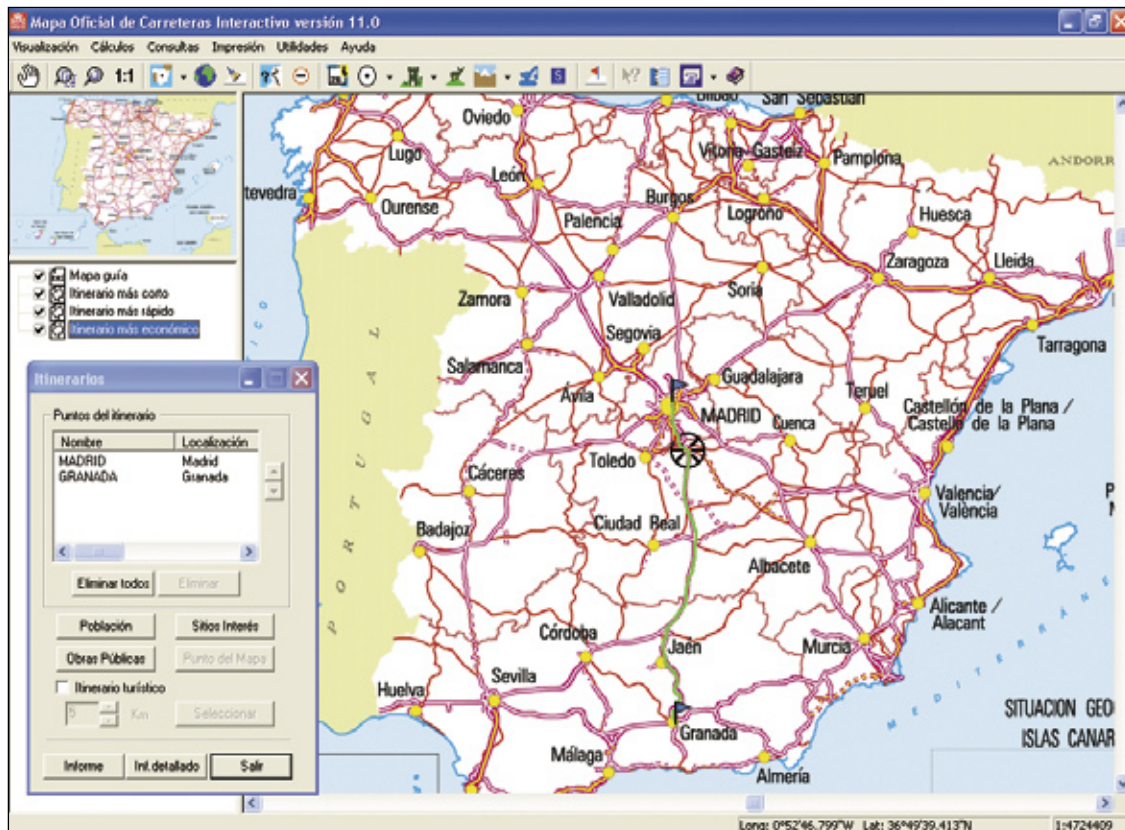 Mapa Oficial de Carreteras Interactivo versión 11.0
Visualización Cálculos Consultas Impresión Utilidades Ayuda
1:1
Mapa guía
Itinerario más corto
Itinerario más rápido
Itinerario más económico
Itinerarios
Puntos del itinerario
Nombre Localización
MADRID Madrid
GRANADA Granada
Eliminar todos Eliminar
Población Sitios Interés
Obras Públicas Punto del Mapa
Itinerario turístico
5 Km Seleccionar
Informe Inf.detallado Salir
Bilbao San Sebastián
Oviedo
Lugo
Vitoria-Gasteiz Pamplona
ANDORR
León
tevedra
Ourense
Burgos
Logroño
Huesca
Palencia
Zaragoza
Lleida
Zamora
Valladolid
Soria
Segovia
Tarragona
Salamanca
Ávila
Guadalajara
Teruel
MADRID
Castellón de la Plana /
Castelló de la Plana
Cuenca
Toledo
Cáceres
Valencia/
València
PORTUGAL
Ciudad Real
Badajoz
Albacete
Alicante /
Alacant
Córdoba
Jaén
Murcia
MEDITERRÁNE
Huelva
Sevilla
Granada
SITUACION GEO
ISLAS CANAR
Málaga
Almería
Long: 0°52'46.799"W Lat: 36°49'39.413"N 1:4724409